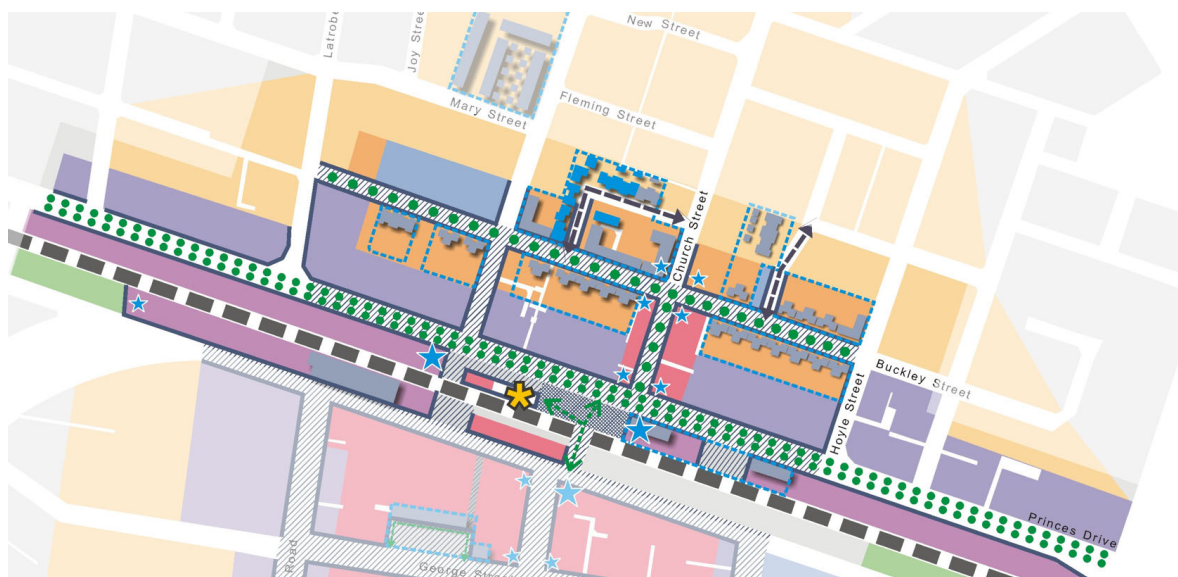 New Street
Latrobe
Joy Street
Mary Street
Fleming Street
Church Street
Buckley Street
Hoyle Street
Princes Drive
Road
George Str